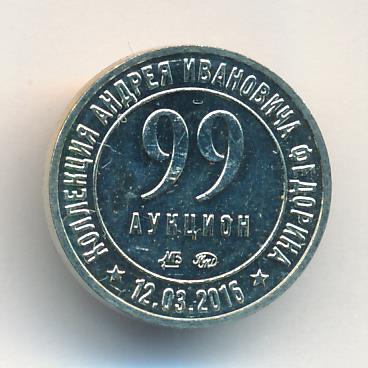 КОЛЛЕКЦИЯ АНДРЕЯ ИВАНОВИЧА ФЕДОРИНА
99
АУКЦИОН
12.03.2016